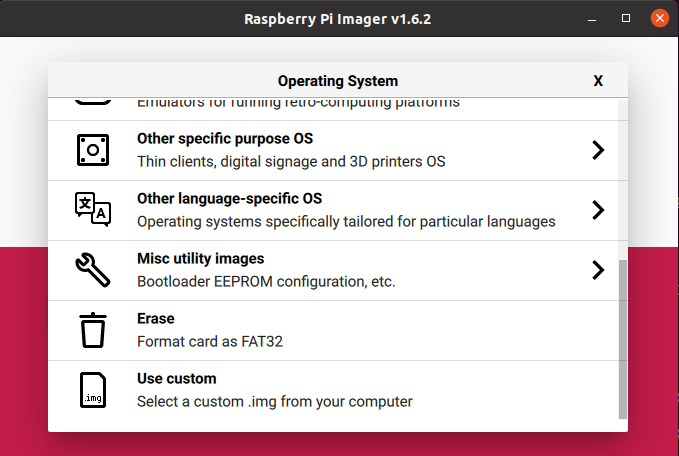 Raspberry Pi Imager v1.6.2
Operating System
X
Emulators for running retro-computing platforms
Other specific purpose OS
Thin clients, digital signage and 3D printers OS
Other language-specific OS
Operating systems specifically tailored for particular languages
文
A
Misc utility images
Bootloader EEPROM configuration, etc.
Erase
Format card as FAT32
Use custom
.img
Select a custom .img from your computer